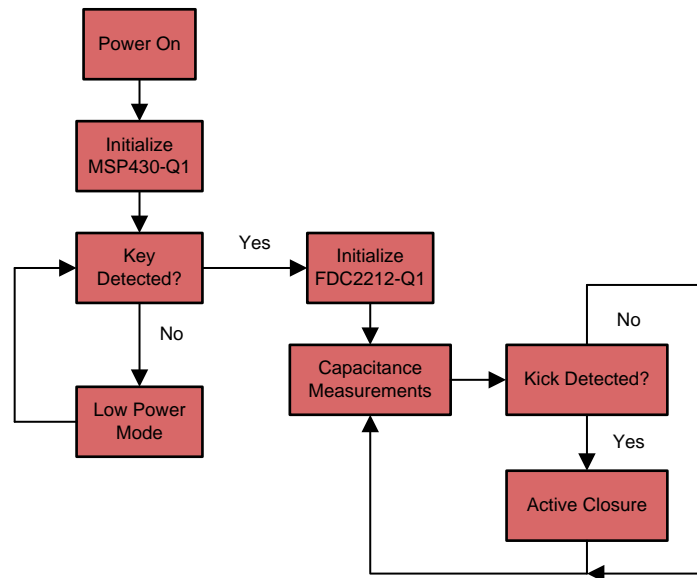 Power On
Initialize
MSP430-Q1
Key
Detected?
Yes
No
Low Power
Mode
Initialize
FDC2212-Q1
Capacitance
Measurements
Kick Detected?
No
Yes
Active Closure